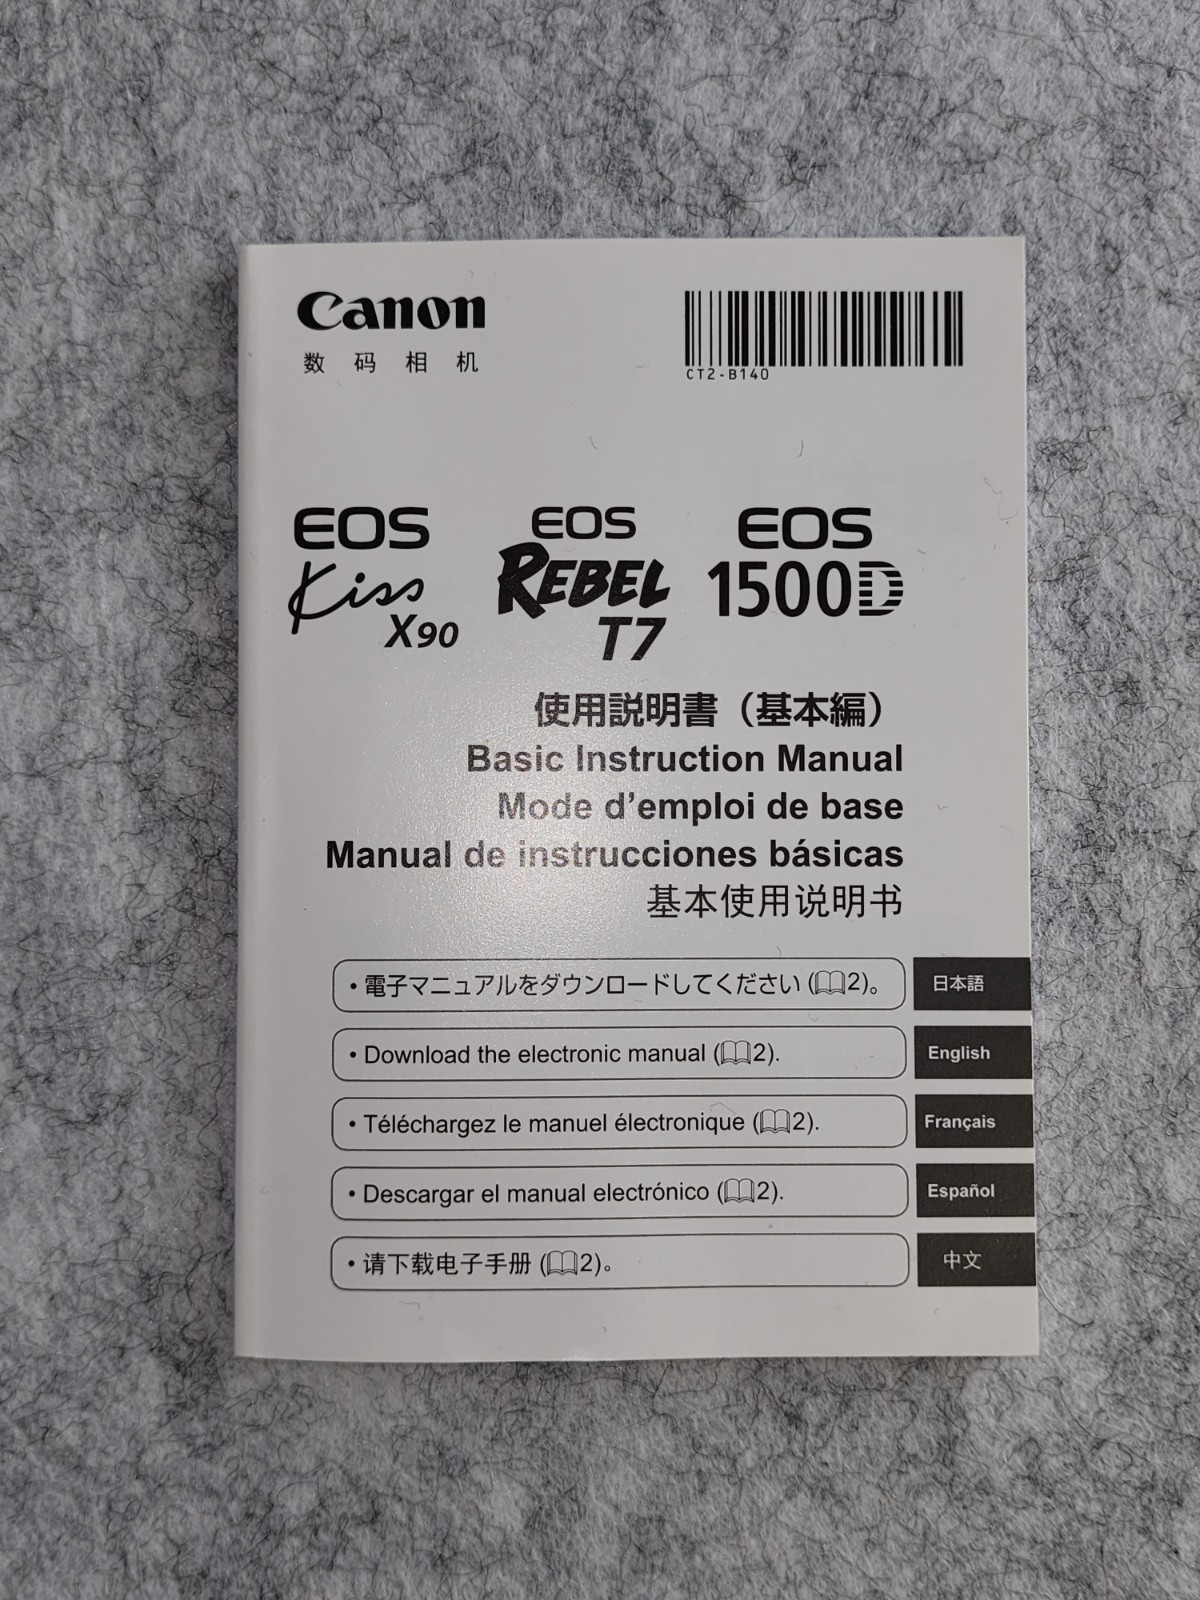 Canon
数码相机
CT2-B140
EOS Kiss X90
EOS REBEL T7
EOS 1500D
使用説明書（基本編）
Basic Instruction Manual
Mode d'emploi de base
Manual de instrucciones básicas
基本使用说明书
・電子マニュアルをダウンロードしてください (2)。 日本語
• Download the electronic manual (2). English
• Téléchargez le manuel électronique (2). Français
• Descargar el manual electrónico (2). Español
• 请下载电子手册 (2)。 中文